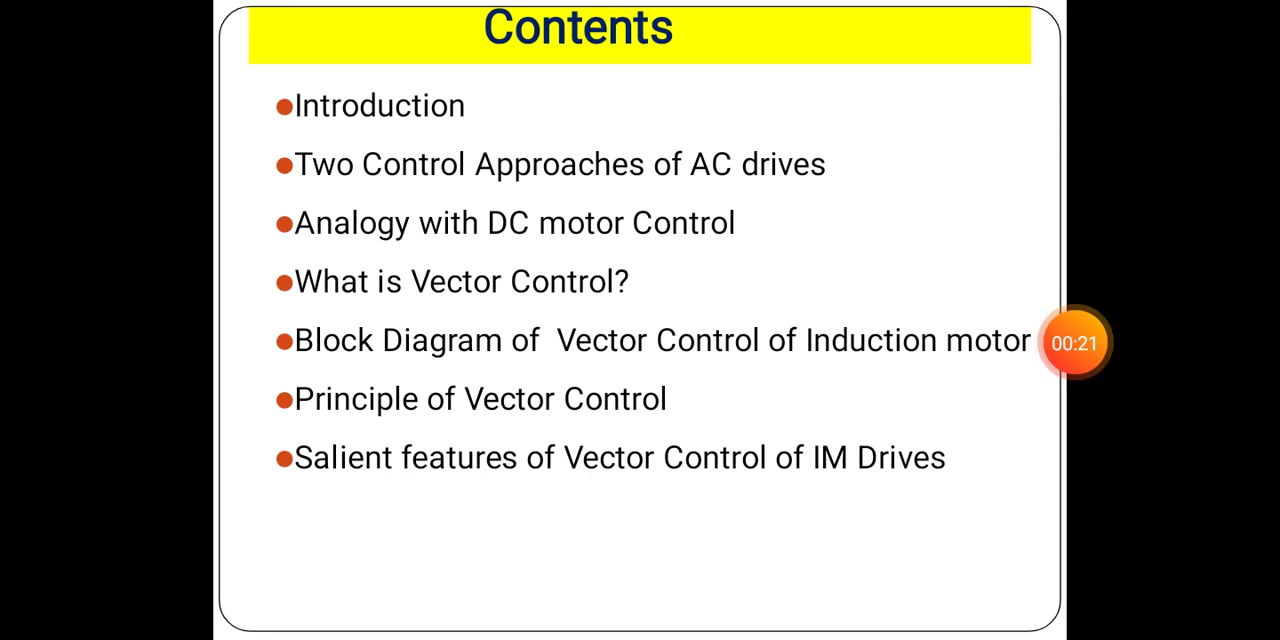 Contents
Introduction
Two Control Approaches of AC drives
Analogy with DC motor Control
What is Vector Control?
Block Diagram of  Vector Control of Induction motor
00:21
Principle of Vector Control
Salient features of Vector Control of IM Drives